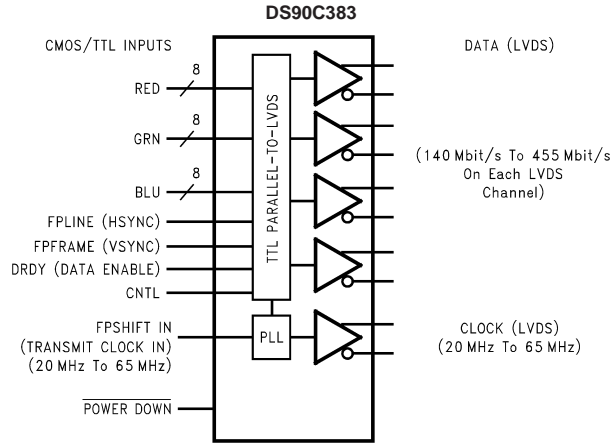 DS90C383
CMOS/TTL INPUTS
DATA (LVDS)
RED
8
GRN
8
BLU
8
FPLINE (HSYNC)
FPFRAME (VSYNC)
DRDY (DATA ENABLE)
CNTL
TTL PARALLEL-TO-LVDS
(140 Mbit/s To 455 Mbit/s
On Each LVDS
Channel)
FPSHIFT IN
(TRANSMIT CLOCK IN)
(20 MHz To 65 MHz)
PLL
CLOCK (LVDS)
(20 MHz To 65 MHz)
POWER DOWN